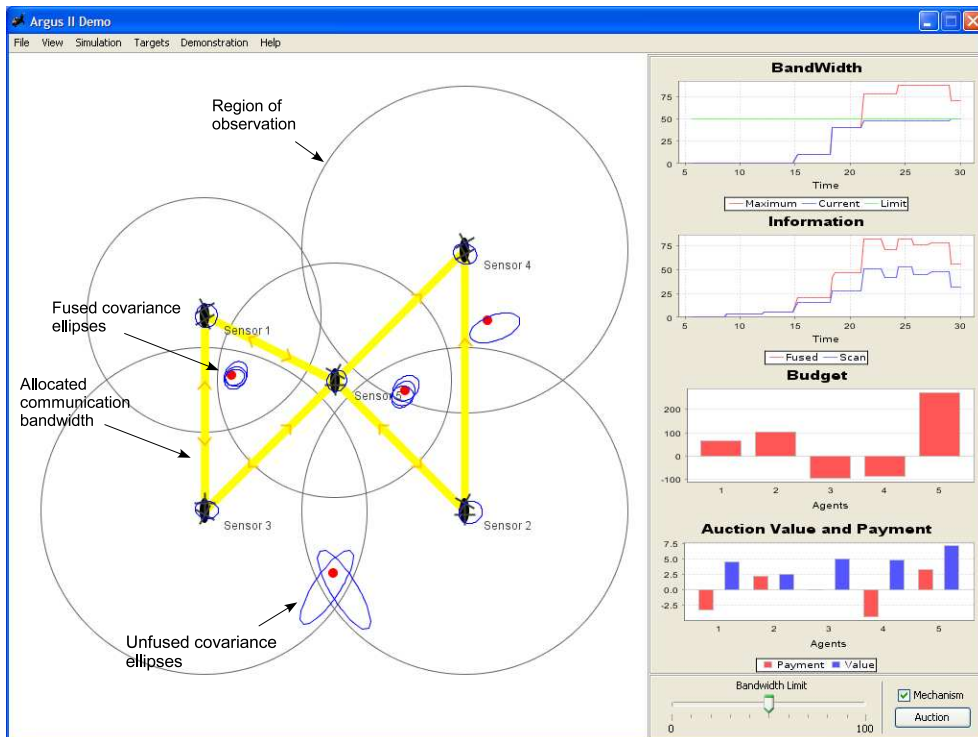 Argus II Demo
File View Simulation Targets Demonstration Help
Region of
observation
Sensor 4
Fused covariance
ellipses
Sensor 1
Allocated
communication
bandwidth
Sensor 5
Sensor 3
Sensor 2
Unfused covariance
ellipses
BandWidth
75
50
25
0
5 10 15 20 25 30
Time
Maximum Current Limit
Information
75
50
25
0
5 10 15 20 25 30
Time
Fused Scan
Budget
200
100
0
-100
1 2 3 4 5
Agents
Auction Value and Payment
7.5
5.0
2.5
0.0
-2.5
1 2 3 4 5
Agents
Payment Value
Bandwidth Limit
0 100
Mechanism
Auction